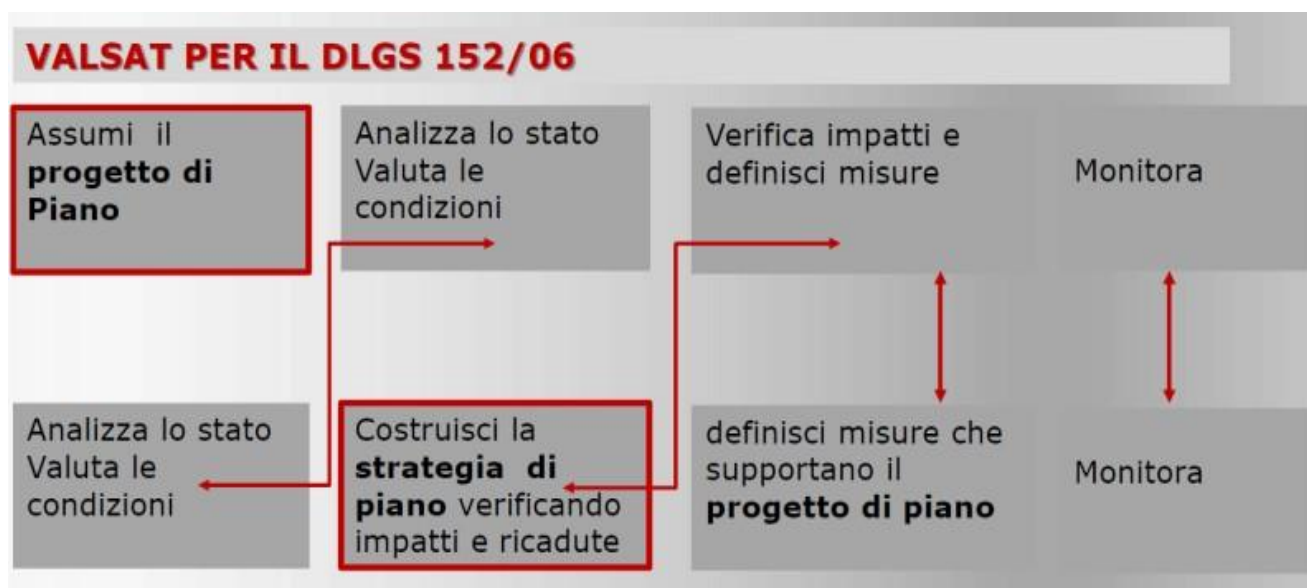 VALSAT PER IL DLGS 152/06
Assumi il
progetto di
Piano
Analizza lo stato
Valuta le
condizioni
Verifica impatti e
definisci misure
Monitora
Analizza lo stato
Valuta le
condizioni
Costruisci la
strategia di
piano verificando
impatti e ricadute
definisci misure che
supportano il
progetto di piano
Monitora